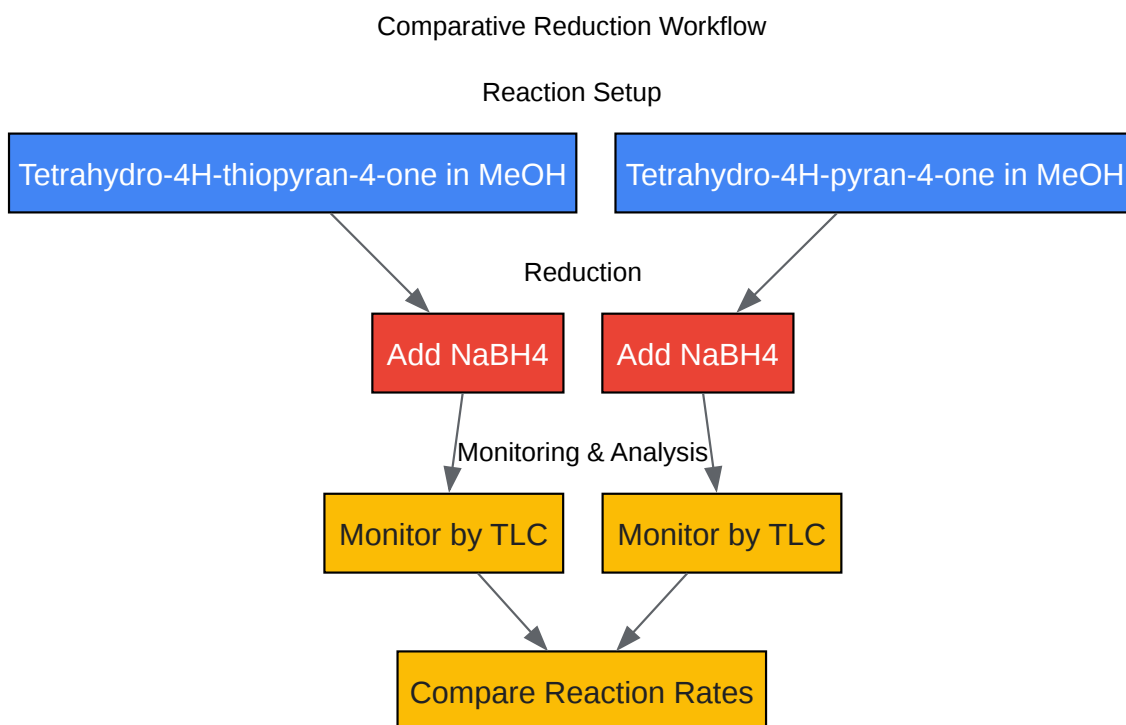 Comparative Reduction Workflow
Reaction Setup
Tetrahydro-4H-thiopyran-4-one in MeOH
Tetrahydro-4H-pyran-4-one in MeOH
Reduction
Add NaBH4
Add NaBH4
Monitoring & Analysis
Monitor by TLC
Monitor by TLC
Compare Reaction Rates